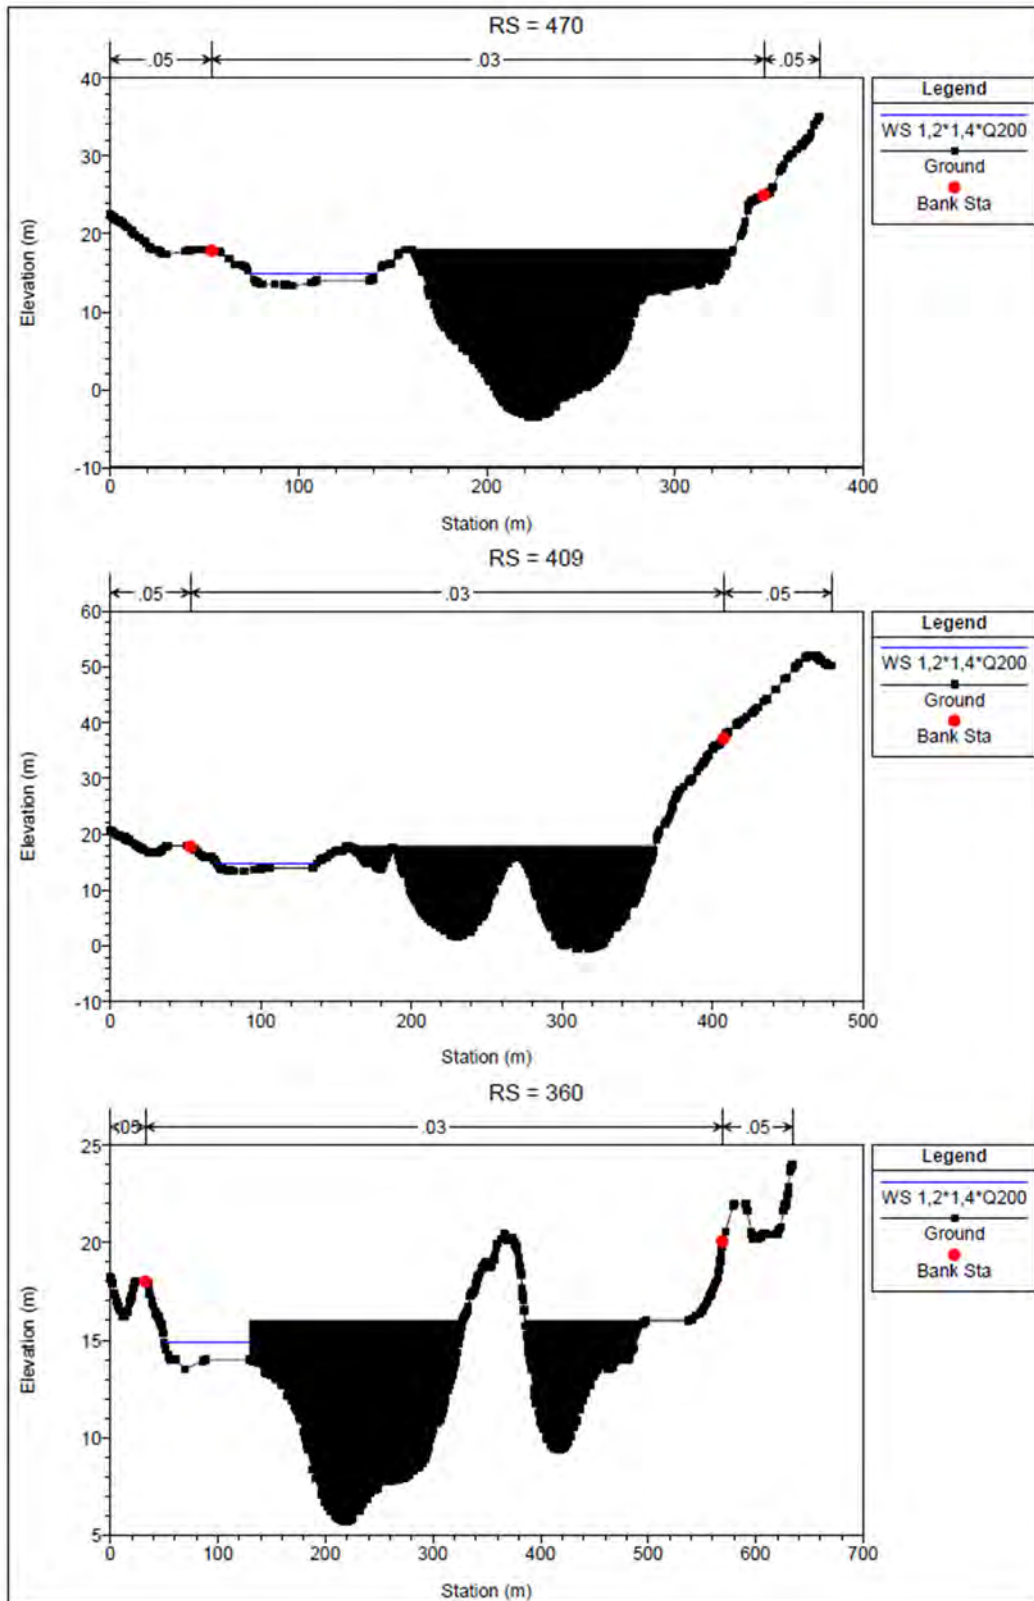 RS = 470
.05 .03 .05
40
30
20
10
0
-10
Elevation (m)
0 100 200 300 400
Station (m)
Legend
WS 1,2*1,4*Q200
Ground
Bank Sta
RS = 409
.05 .03 .05
60
50
40
30
20
10
0
-10
Elevation (m)
0 100 200 300 400 500
Station (m)
Legend
WS 1,2*1,4*Q200
Ground
Bank Sta
RS = 360
.05 .03 .05
25
20
15
10
5
Elevation (m)
0 100 200 300 400 500 600 700
Station (m)
Legend
WS 1,2*1,4*Q200
Ground
Bank Sta